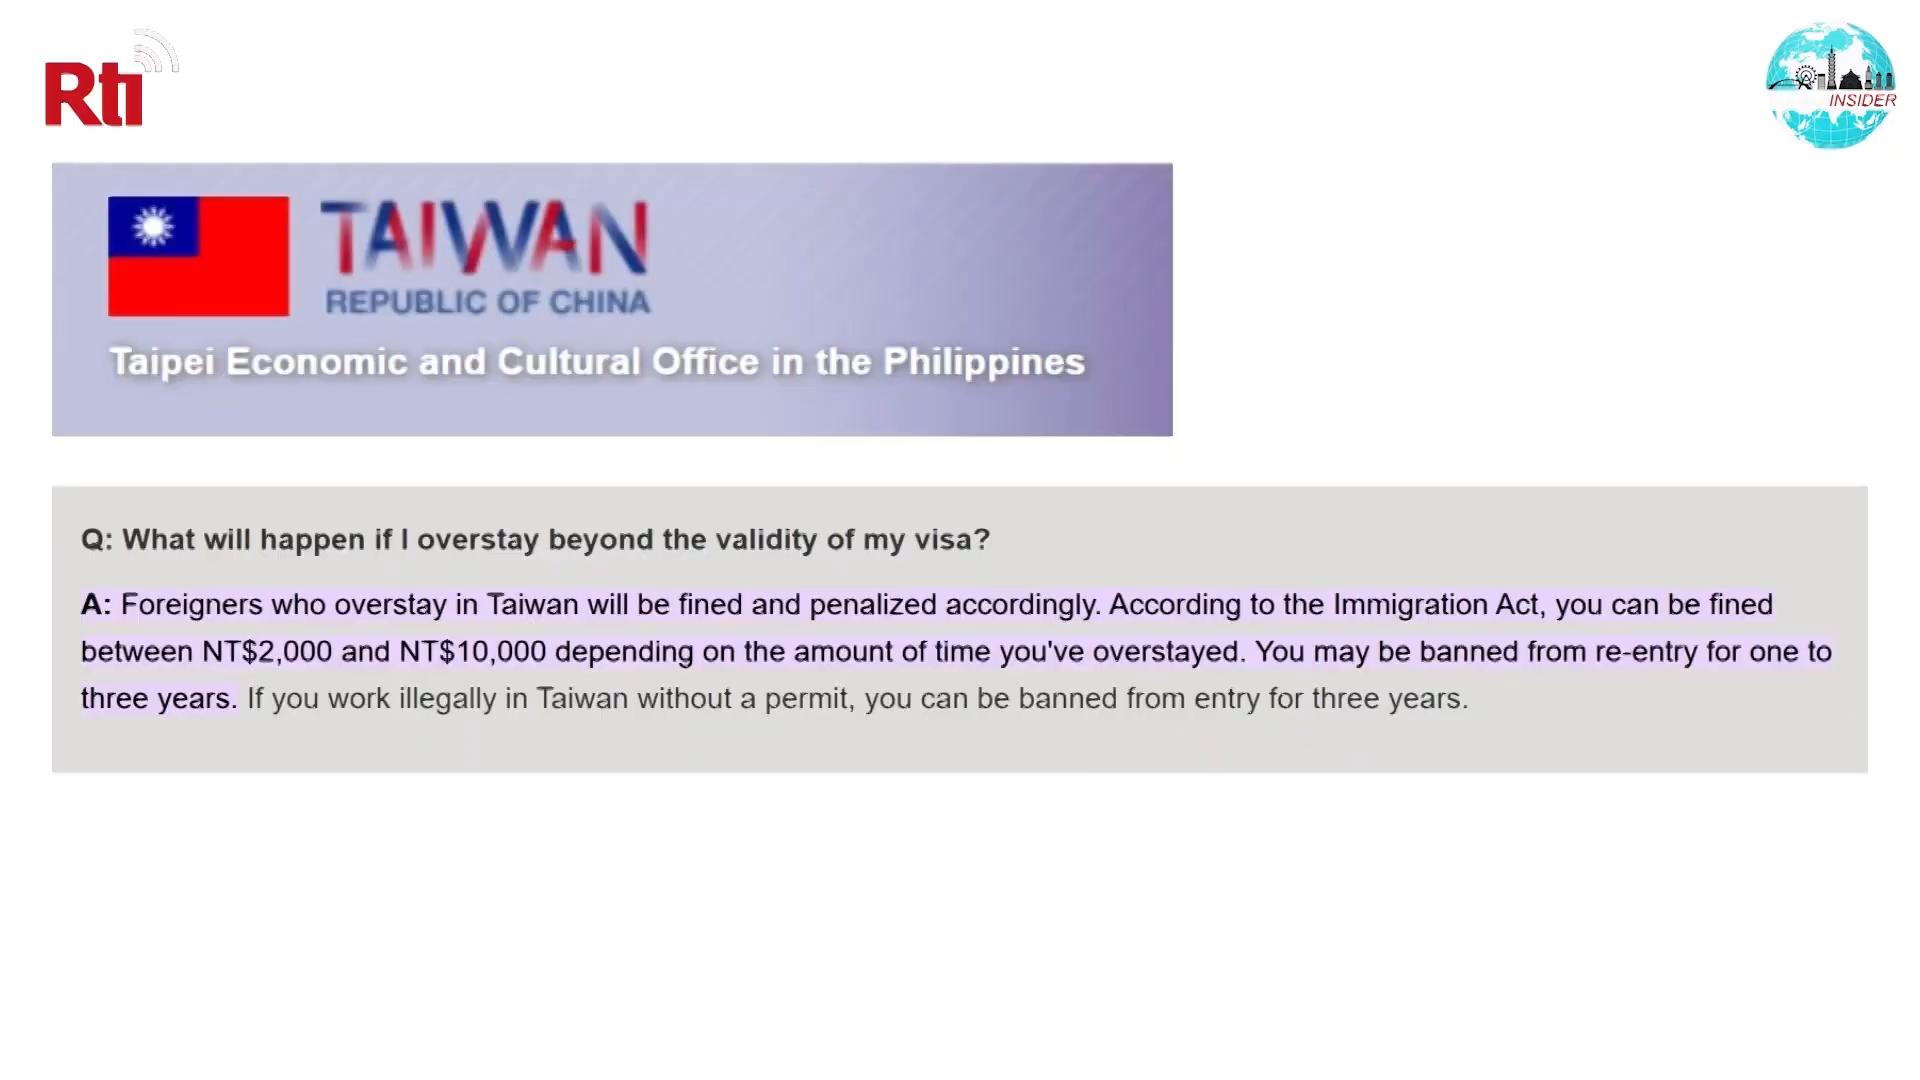 Rti
INSIDER
TAIWAN
REPUBLIC OF CHINA
Taipei Economic and Cultural Office in the Philippines
Q: What will happen if I overstay beyond the validity of my visa?
A: Foreigners who overstay in Taiwan will be fined and penalized accordingly. According to the Immigration Act, you can be fined
between NT$2,000 and NT$10,000 depending on the amount of time you've overstayed. You may be banned from re-entry for one to
three years. If you work illegally in Taiwan without a permit, you can be banned from entry for three years.